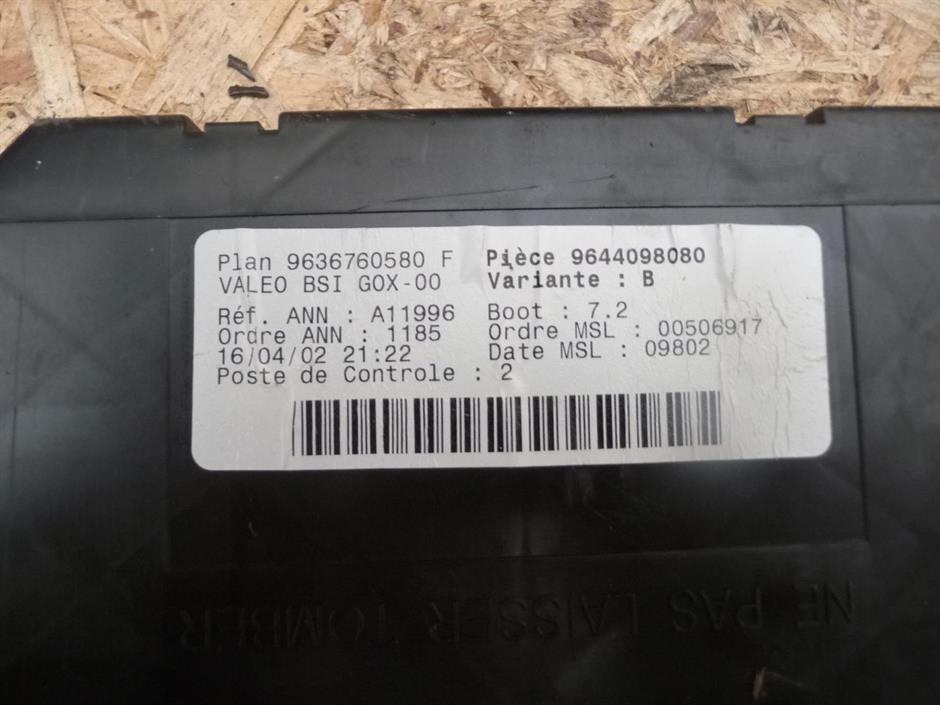 Plan 9636760580 F Pièce 9644098080
VALEO BSI G0X-00 Variante : B
Réf. ANN : A11996 Boot : 7.2
Ordre ANN : 1185 Ordre MSL : 00506917
16/04/02 21:22 Date MSL : 09802
Poste de Controle : 2
NE PAS LAISSER TOMBER